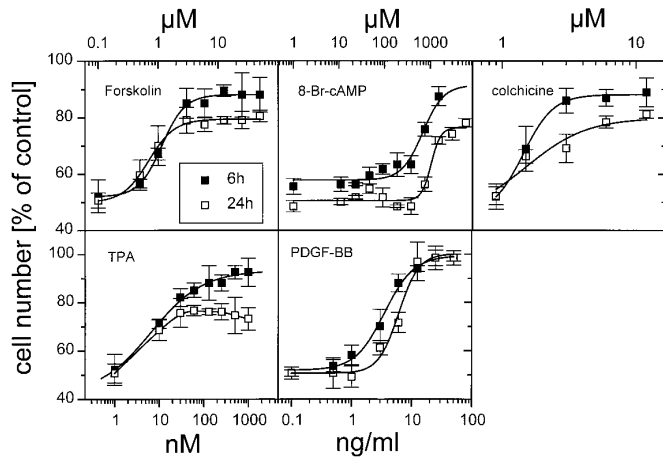 µM µM µM
0.1 1 10 1 10 100 1000 1 10
100
80
60
40
Forskolin
8-Br-cAMP
colchicine
6h
24h
cell number [% of control]
100
80
60
40
TPA
PDGF-BB
1 10 100 1000 0.1 1 10 100
nM ng/ml